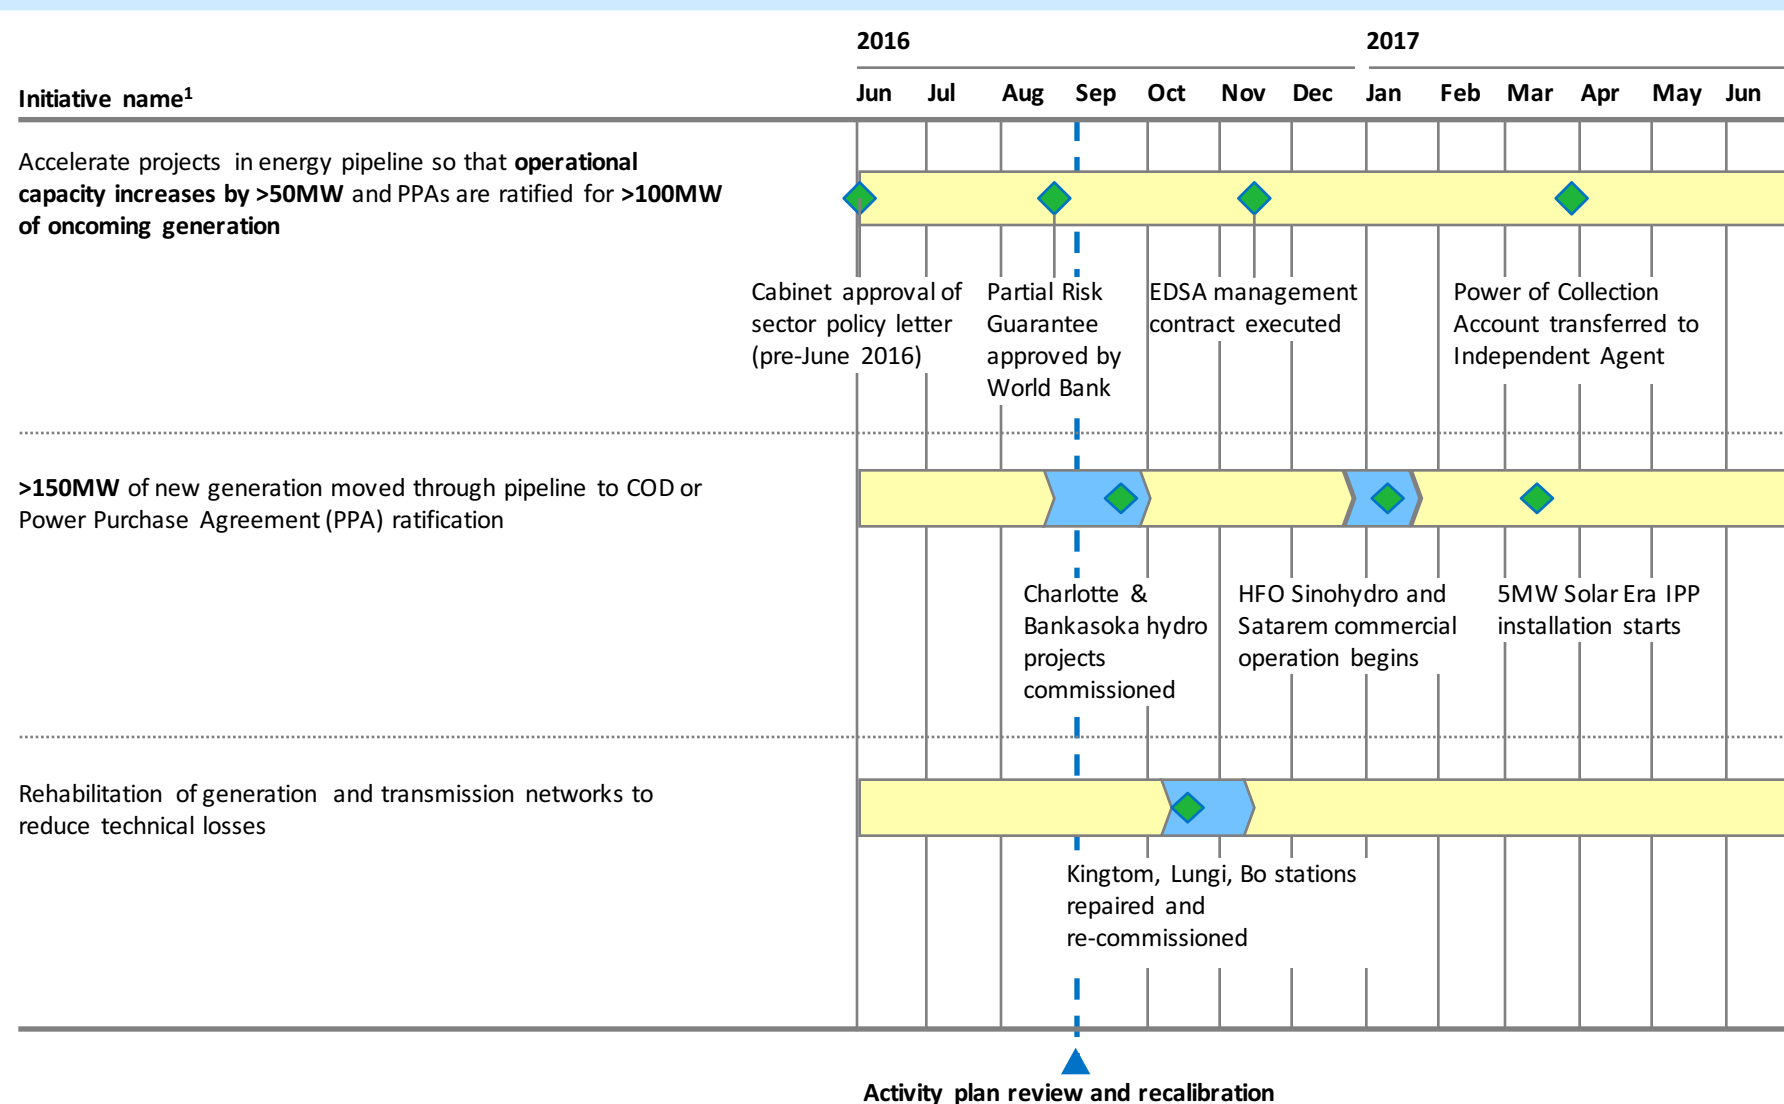 2016 2017
Initiative name1 Jun Jul Aug Sep Oct Nov Dec Jan Feb Mar Apr May Jun
Accelerate projects in energy pipeline so that operational
capacity increases by >50MW and PPAs are ratified for >100MW
of oncoming generation
Cabinet approval of
sector policy letter
(pre-June 2016)
Partial Risk
Guarantee
approved by
World Bank
EDSA management
contract executed
Power of Collection
Account transferred to
Independent Agent
>150MW of new generation moved through pipeline to COD or
Power Purchase Agreement (PPA) ratification
Charlotte &
Bankasoka hydro
projects
commissioned
HFO Sinohydro and
Satarem commercial
operation begins
5MW Solar Era IPP
installation starts
Rehabilitation of generation and transmission networks to
reduce technical losses
Kingtom, Lungi, Bo stations
repaired and
re-commissioned
Activity plan review and recalibration